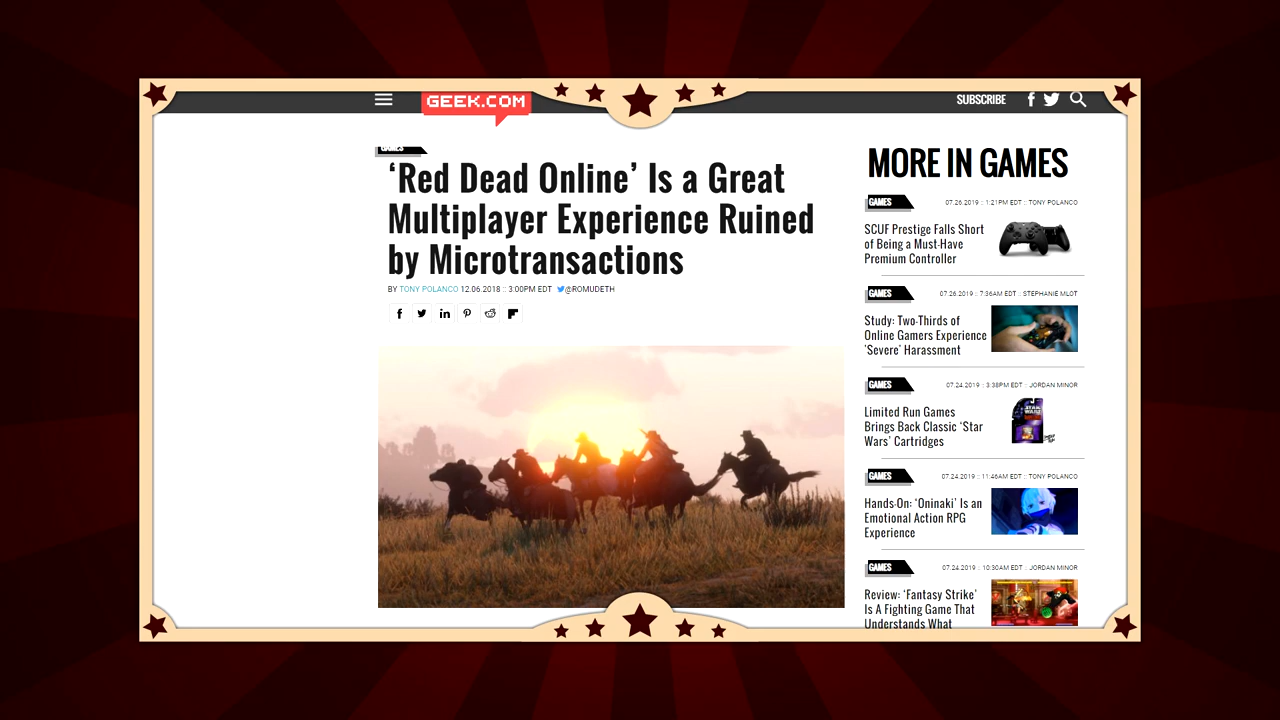 GEEK.COM
SUBSCRIBE
GAMES
‘Red Dead Online’ Is a Great
Multiplayer Experience Ruined
by Microtransactions
BY TONY POLANCO 12.06.2018 :: 3:00PM EDT @ROMUDETH
MORE IN GAMES
GAMES
07.26.2019 :: 1:21PM EDT :: TONY POLANCO
SCUF Prestige Falls Short
of Being a Must-Have
Premium Controller
GAMES
07.26.2019 :: 7:36AM EDT :: STEPHANIE MLOT
Study: Two-Thirds of
Online Gamers Experience
‘Severe’ Harassment
GAMES
07.24.2019 :: 3:38PM EDT :: JORDAN MINOR
Limited Run Games
Brings Back Classic ‘Star
Wars’ Cartridges
STAR
WARS
GAMES
07.24.2019 :: 11:46AM EDT :: TONY POLANCO
Hands-On: ‘Oninaki’ Is an
Emotional Action RPG
Experience
GAMES
07.24.2019 :: 10:30AM EDT :: JORDAN MINOR
Review: ‘Fantasy Strike’
Is A Fighting Game That
Understands What